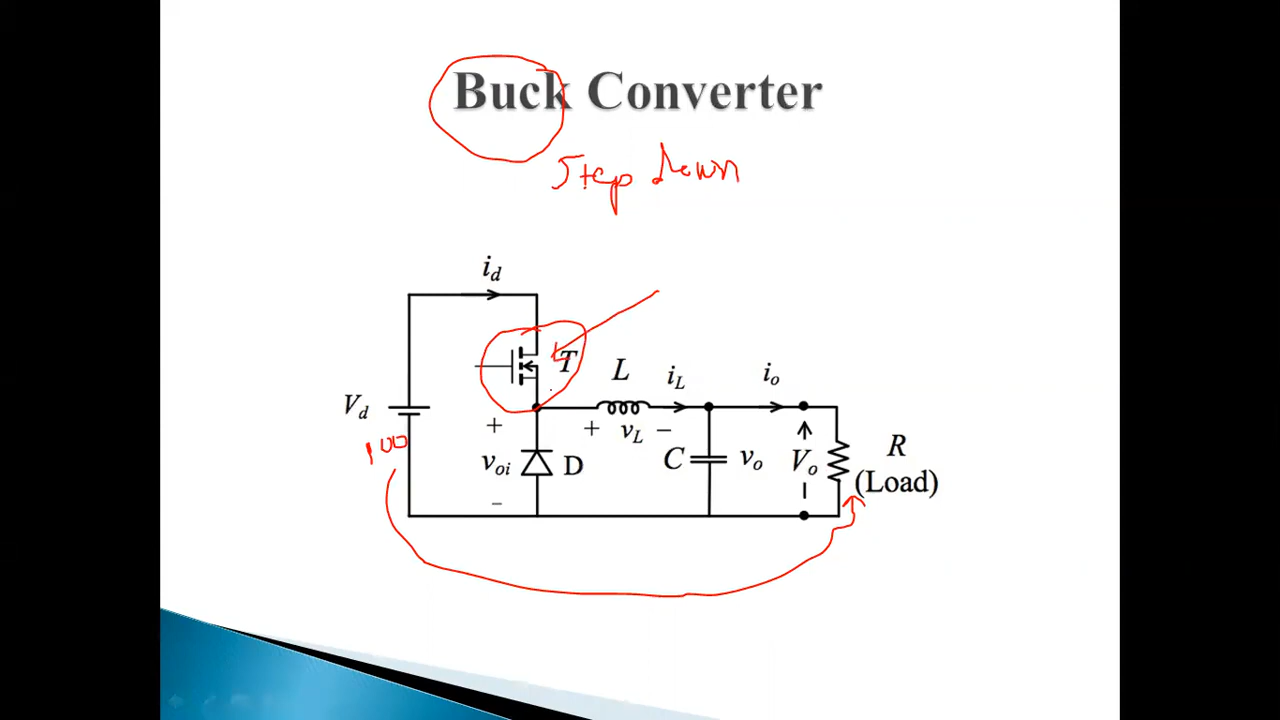 Buck Converter
Step down
i_d
T
L
i_L
i_o
V_d
+
+ v_L −
100
v_oi
D
C
v_o
V_o
R
(Load)
−